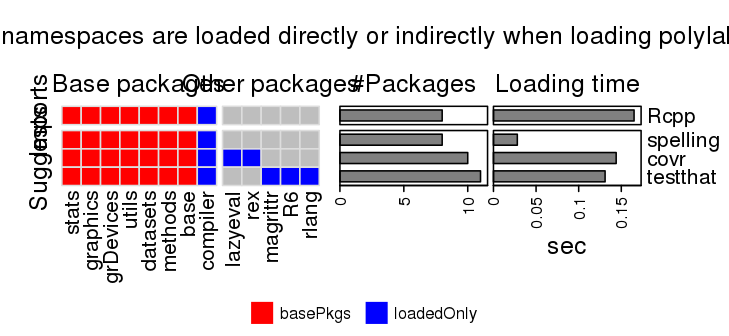 namespaces are loaded directly or indirectly when loading polylal
Base packages
Other packages
#Packages
Loading time
Imports
Rcpp
Suggests
spelling
covr
testthat
stats
graphics
grDevices
utils
datasets
methods
base
compiler
lazyeval
rex
magrittr
R6
rlang
0 5 10
0 0.05 0.1 0.15
sec
basePkgs loadedOnly